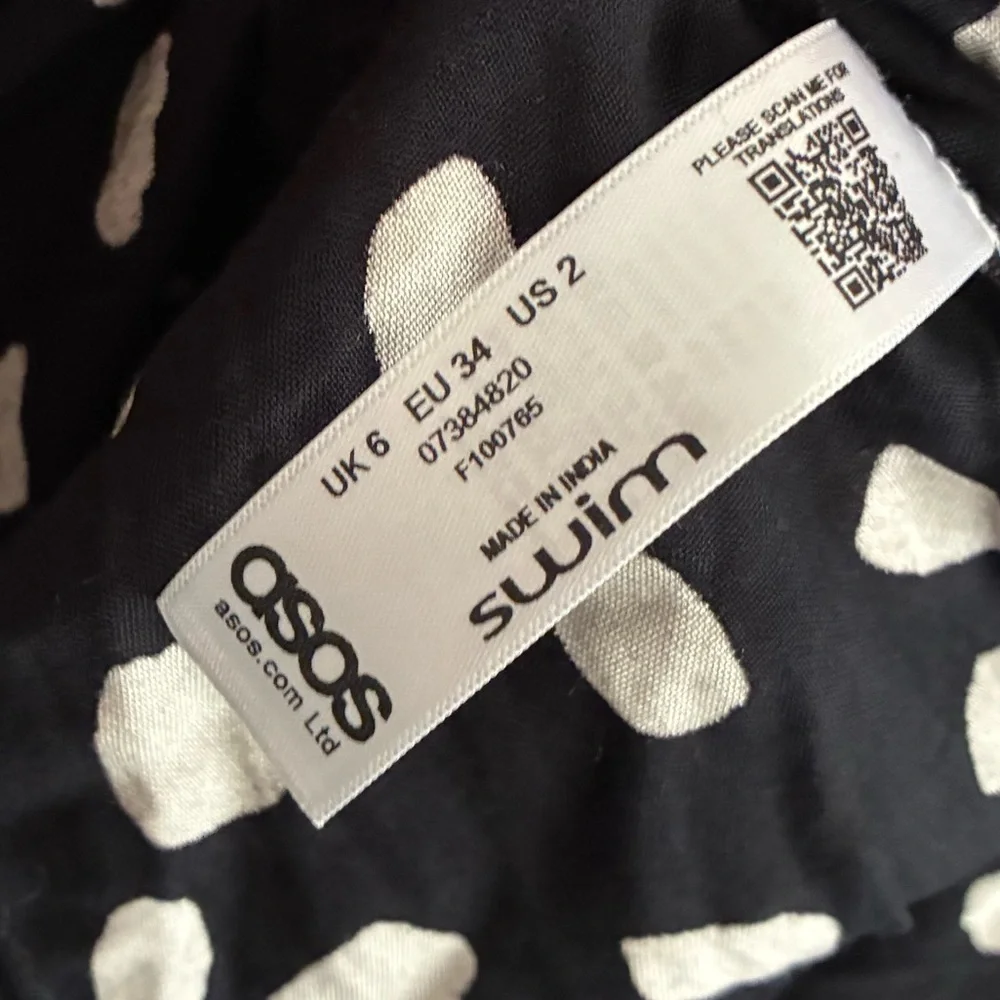 PLEASE SCAN ME FOR
TRANSLATIONS
UK 6 EU 34 US 2
07384820
F100765
MADE IN INDIA
swim
asos
asos.com Ltd